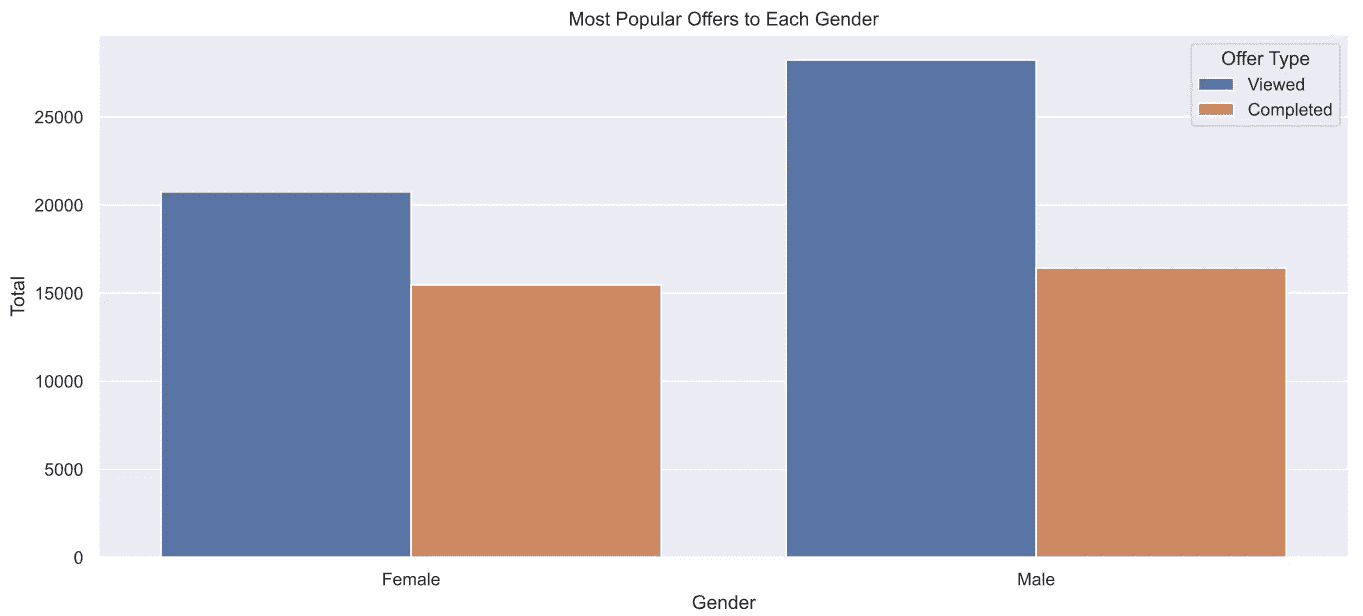 Most Popular Offers to Each Gender
Offer Type
Viewed
Completed
25000
20000
15000
10000
5000
0
Total
Female
Male
Gender